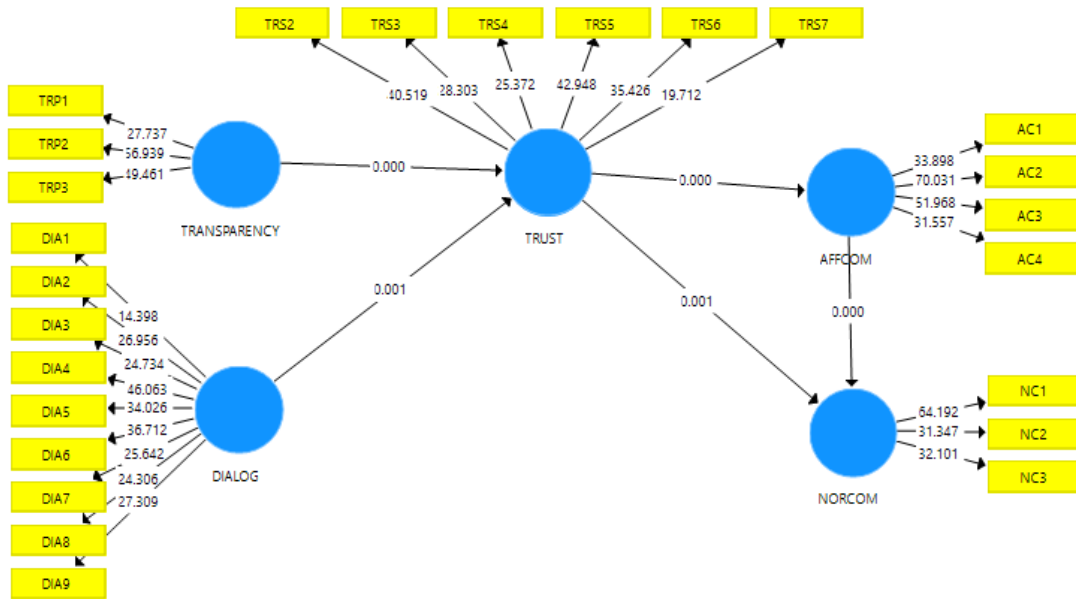 TRS2 TRS3 TRS4 TRS5 TRS6 TRS7
40.519 28.303 25.372 42.948 35.426 19.712
TRP1
TRP2
TRP3
27.737
56.939
49.461
TRANSPARENCY
0.000
TRUST
0.000
AC1
AC2
AC3
AC4
33.898
70.031
51.968
31.557
AFFCOM
DIA1
DIA2
DIA3
DIA4
DIA5
DIA6
DIA7
DIA8
DIA9
14.398
26.956
24.734
46.063
34.026
36.712
25.642
24.306
27.309
DIALOG
0.001
0.001
0.000
NC1
NC2
NC3
64.192
31.347
32.101
NORCOM